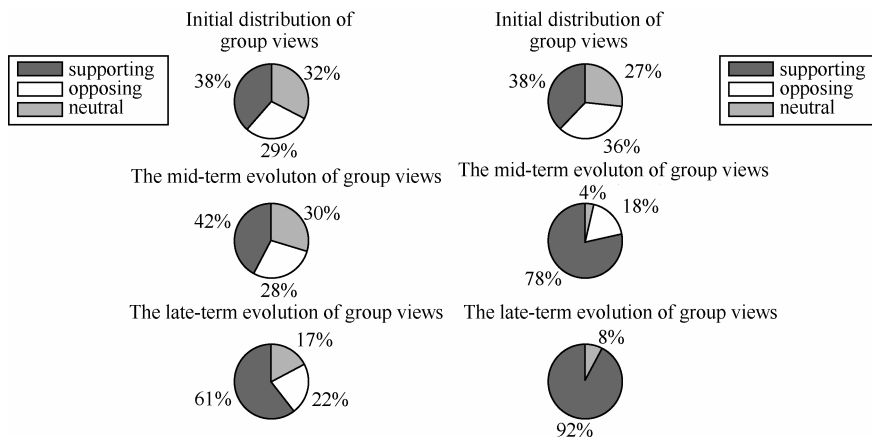 Initial distribution of
group views
supporting
opposing
neutral
38%
32%
29%
The mid-term evoluton of group views
42%
30%
28%
The late-term evolution of group views
17%
61%
22%
Initial distribution of
group views
supporting
opposing
neutral
38%
27%
36%
The mid-term evoluton of group views
4%
18%
78%
The late-term evolution of group views
8%
92%